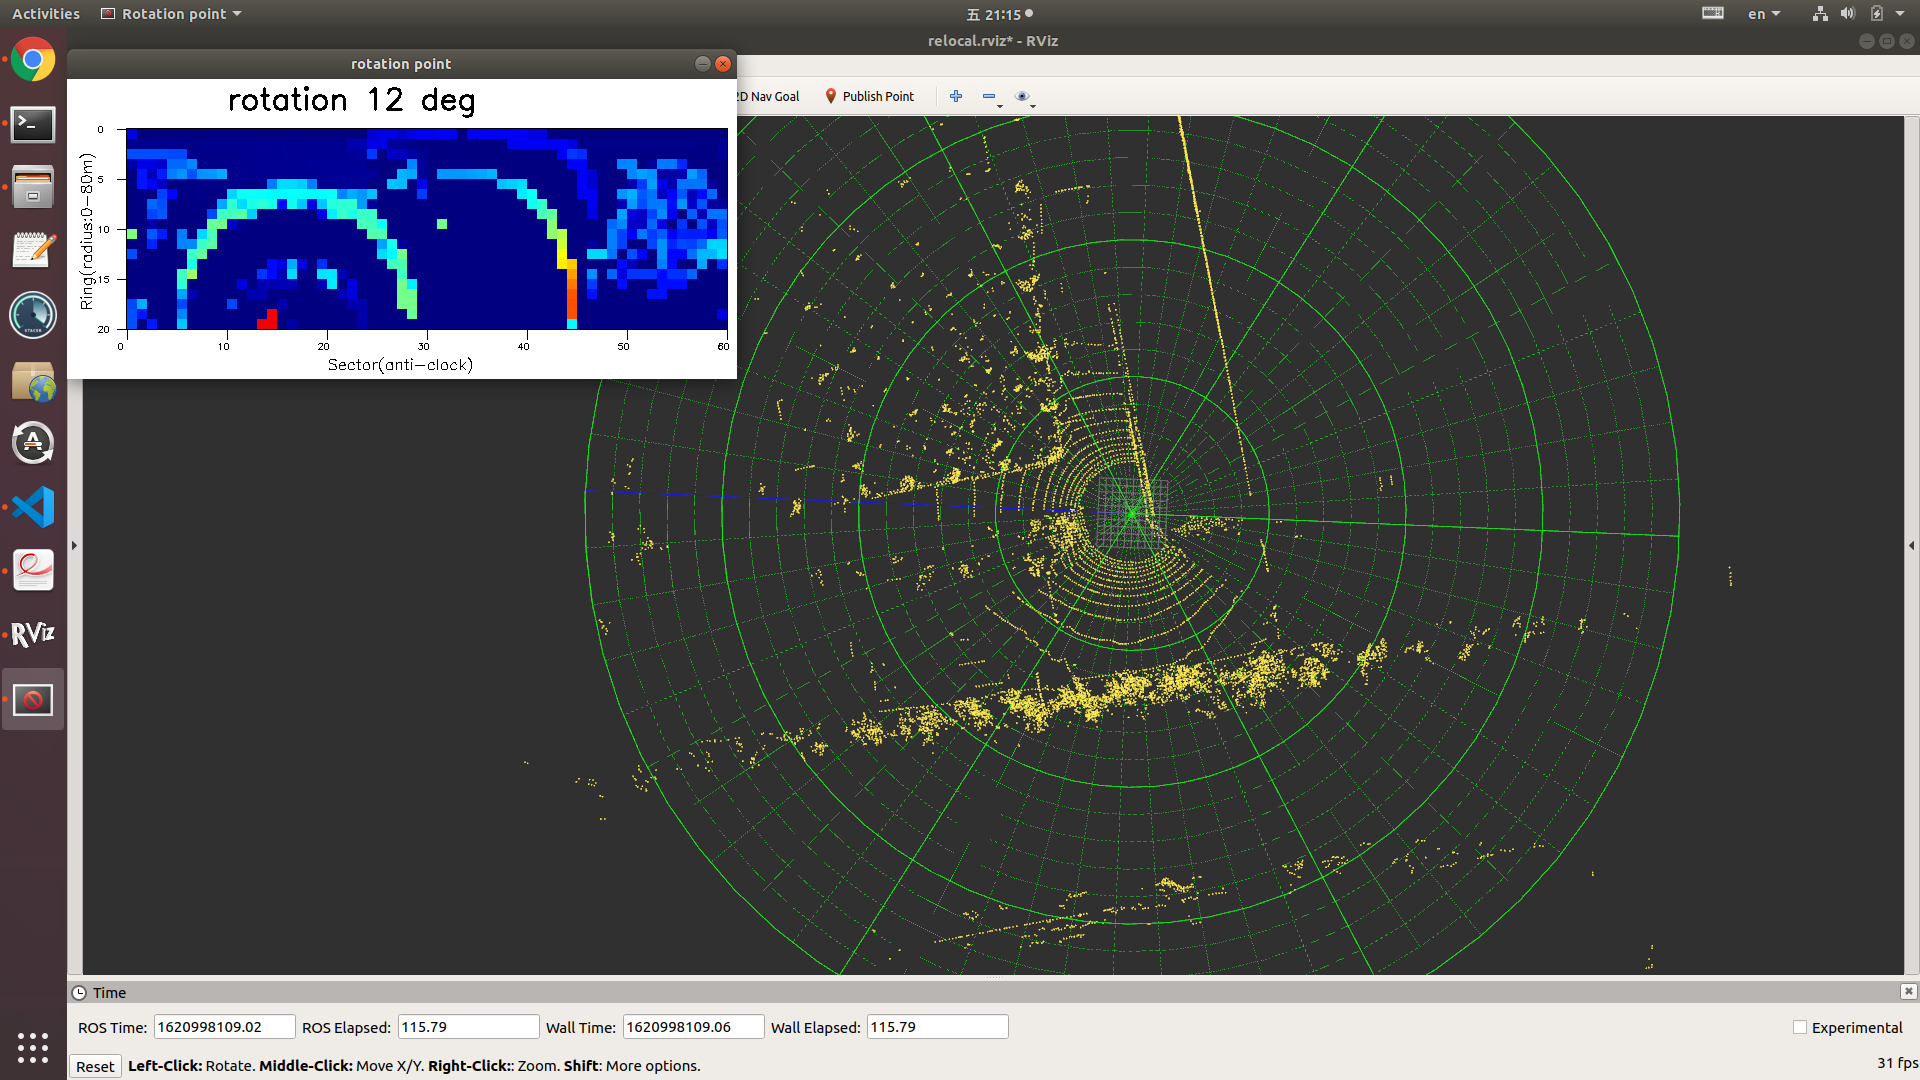 Activities
Rotation point
五 21:15
en
relocal.rviz* - RViz
rotation point
2D Nav Goal
Publish Point
rotation 12 deg
0
5
10
15
20
Ring(radius:0-80m)
0
10
20
30
40
50
60
Sector(anti-clock)
STACER
RViz
Time
ROS Time: 1620998109.02 ROS Elapsed: 115.79 Wall Time: 1620998109.06 Wall Elapsed: 115.79
Experimental
Reset Left-Click: Rotate. Middle-Click: Move X/Y. Right-Click:: Zoom. Shift: More options.
31 fps